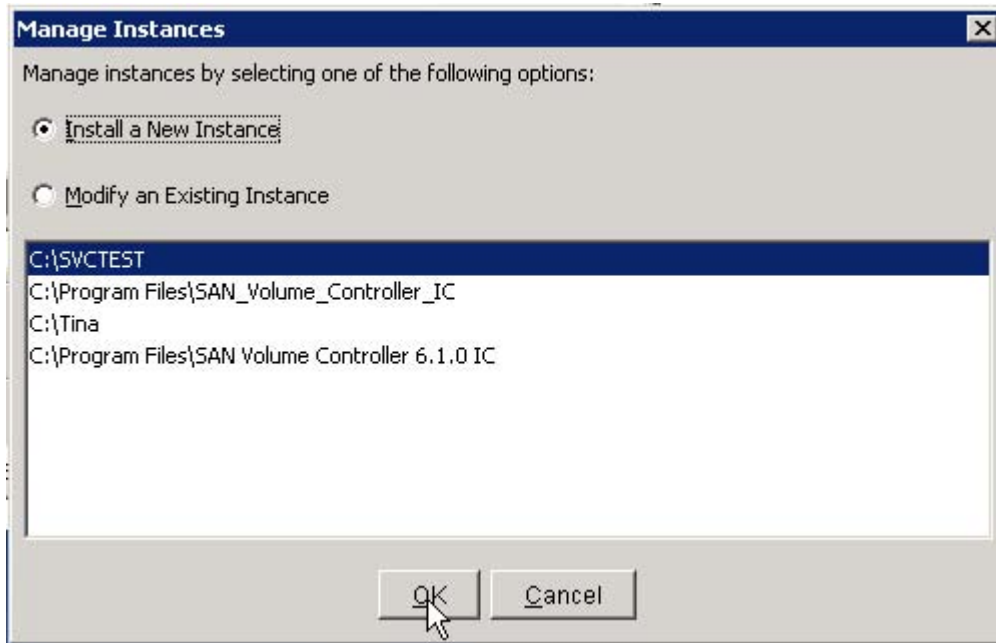 Manage Instances
Manage instances by selecting one of the following options:
Install a New Instance
Modify an Existing Instance
C:\SVCTEST
C:\Program Files\SAN_Volume_Controller_IC
C:\Tina
C:\Program Files\SAN Volume Controller 6.1.0 IC
OK
Cancel